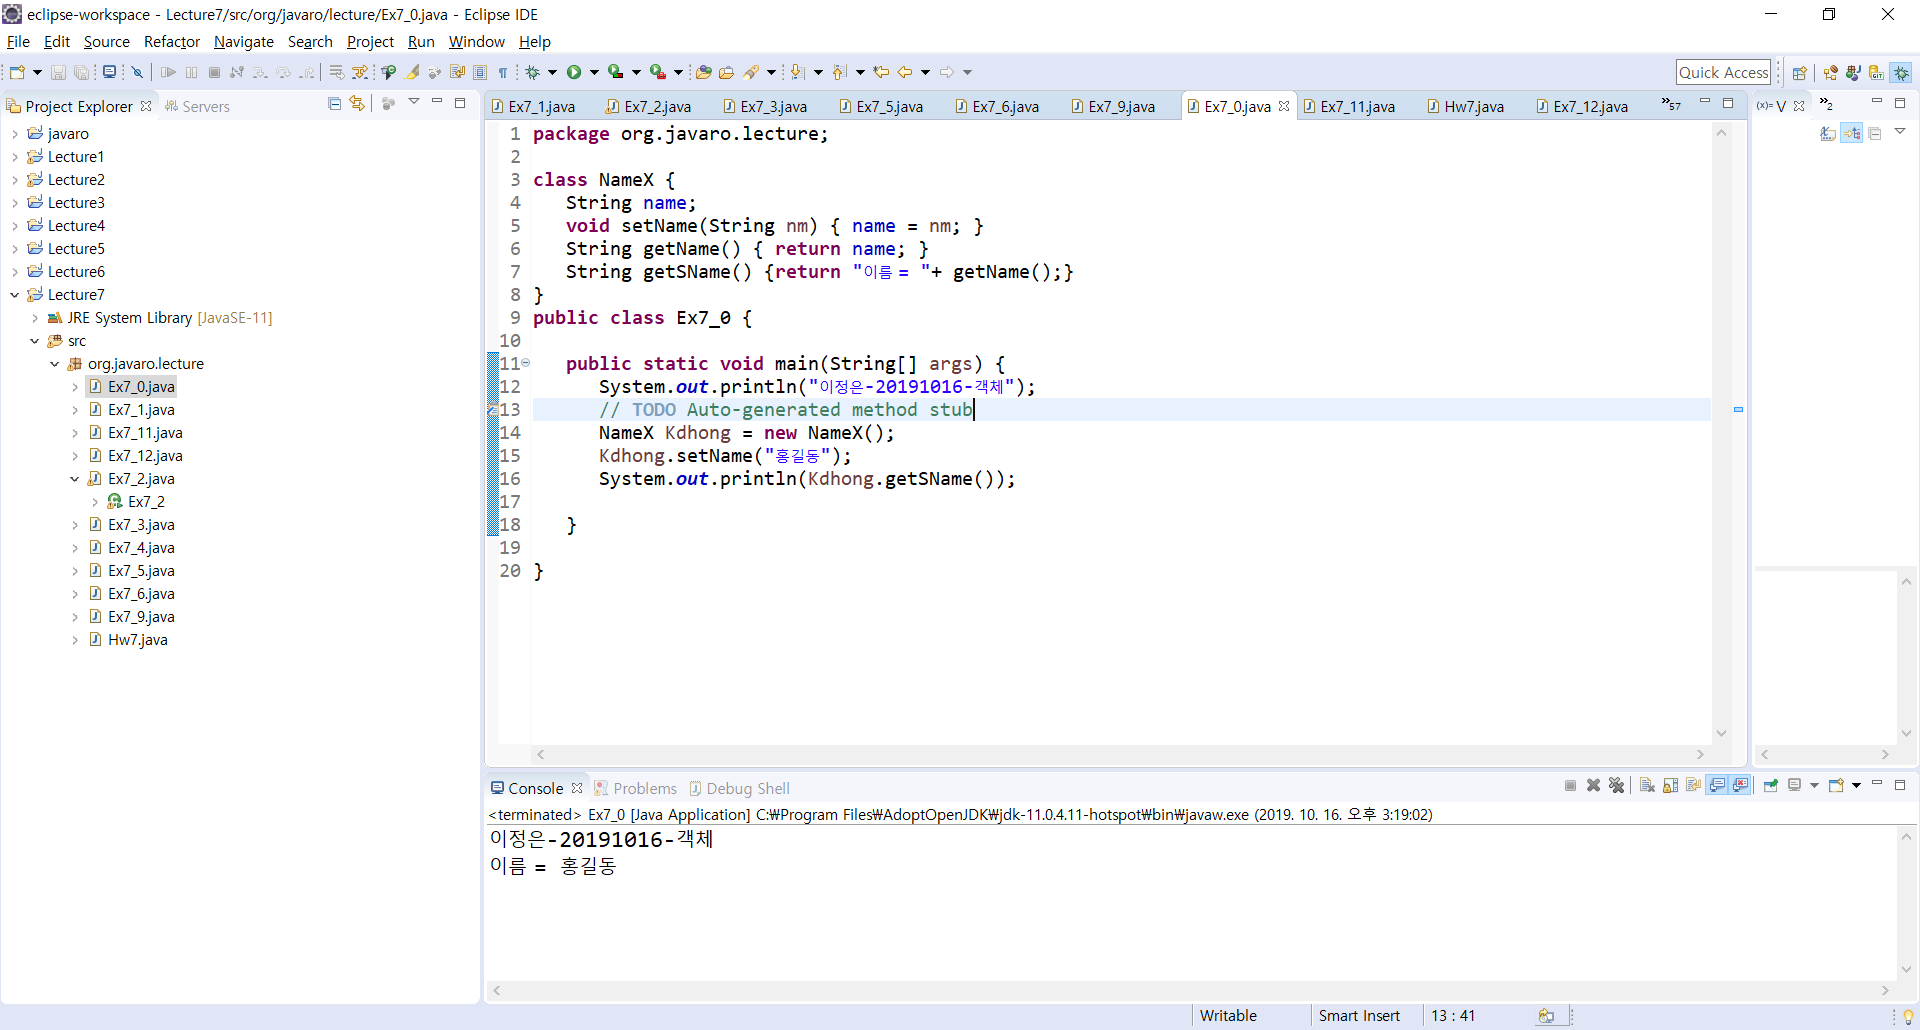 eclipse-workspace - Lecture7/src/org/javaro/lecture/Ex7_0.java - Eclipse IDE
File Edit Source Refactor Navigate Search Project Run Window Help
Quick Access
Project Explorer Servers
javaro
Lecture1
Lecture2
Lecture3
Lecture4
Lecture5
Lecture6
Lecture7
JRE System Library [JavaSE-11]
src
org.javaro.lecture
Ex7_0.java
Ex7_1.java
Ex7_11.java
Ex7_12.java
Ex7_2.java
Ex7_2
Ex7_3.java
Ex7_4.java
Ex7_5.java
Ex7_6.java
Ex7_9.java
Hw7.java
Ex7_1.java Ex7_2.java Ex7_3.java Ex7_5.java Ex7_6.java Ex7_9.java Ex7_0.java Ex7_11.java Hw7.java Ex7_12.java »57
1 package org.javaro.lecture;
2
3 class NameX {
4 String name;
5 void setName(String nm) { name = nm; }
6 String getName() { return name; }
7 String getSName() {return "이름 = "+ getName();}
8 }
9 public class Ex7_0 {
10
11 public static void main(String[] args) {
12 System.out.println("이정은-20191016-객체");
13 // TODO Auto-generated method stub
14 NameX Kdhong = new NameX();
15 Kdhong.setName("홍길동");
16 System.out.println(Kdhong.getSName());
17
18 }
19
20 }
(x)= V »2
Console Problems Debug Shell
<terminated> Ex7_0 [Java Application] C:₩Program Files₩AdoptOpenJDK₩jdk-11.0.4.11-hotspot₩bin₩javaw.exe (2019. 10. 16. 오후 3:19:02)
이정은-20191016-객체
이름 = 홍길동
Writable Smart Insert 13 : 41